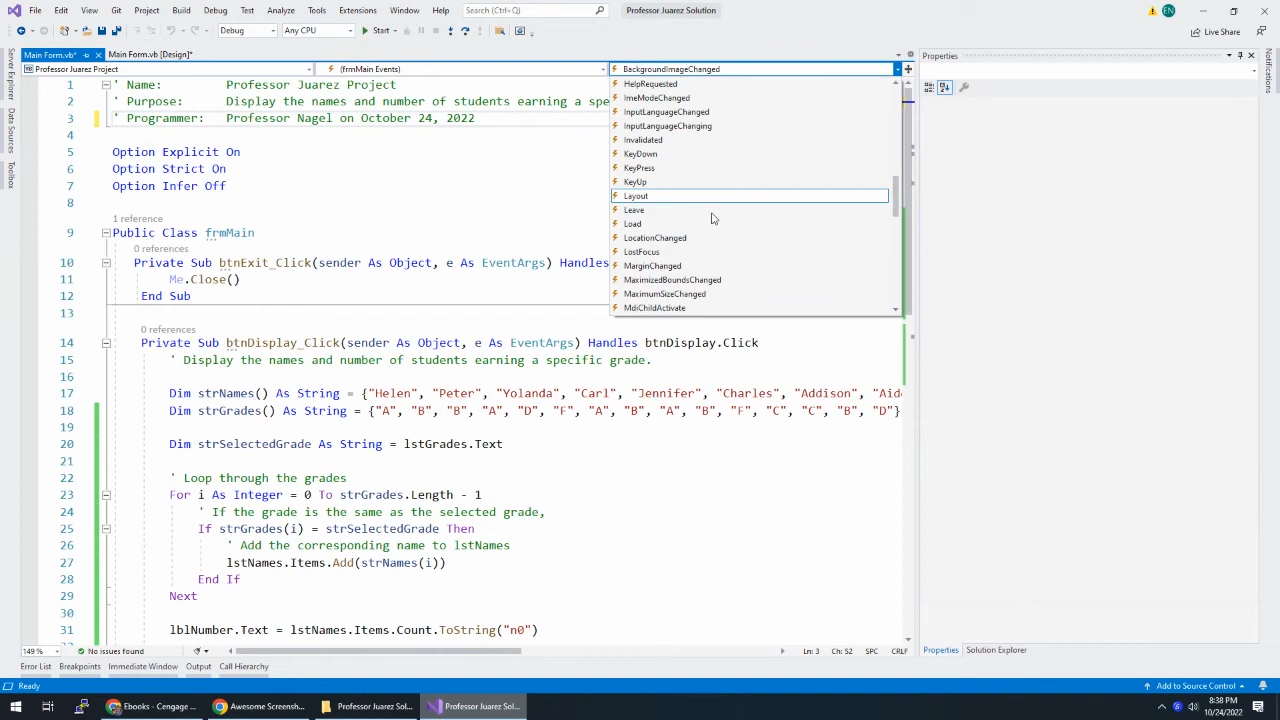 File Edit View Git Project Build Debug Test Analyze Tools Extensions Window Help Search (Ctrl+Q) Professor Juarez Solution EN
Debug Any CPU Start Live Share
Main Form.vb* Main Form.vb [Design]* Properties
Professor Juarez Project (frmMain Events) BackgroundImageChanged
Server Explorer
Data Sources
Toolbox
Notifications
HelpRequested
ImeModeChanged
InputLanguageChanged
InputLanguageChanging
Invalidated
KeyDown
KeyPress
KeyUp
Layout
Leave
Load
LocationChanged
LostFocus
MarginChanged
MaximizedBoundsChanged
MaximumSizeChanged
MdiChildActivate
1 ' Name: Professor Juarez Project
2 ' Purpose: Display the names and number of students earning a spe
3 ' Programmer: Professor Nagel on October 24, 2022
4
5 Option Explicit On
6 Option Strict On
7 Option Infer Off
8
1 reference
9 Public Class frmMain
0 references
10 Private Sub btnExit_Click(sender As Object, e As EventArgs) Handles
11 Me.Close()
12 End Sub
13
0 references
14 Private Sub btnDisplay_Click(sender As Object, e As EventArgs) Handles btnDisplay.Click
15 ' Display the names and number of students earning a specific grade.
16
17 Dim strNames() As String = {"Helen", "Peter", "Yolanda", "Carl", "Jennifer", "Charles", "Addison", "Aide
18 Dim strGrades() As String = {"A", "B", "B", "A", "D", "F", "A", "B", "A", "B", "F", "C", "C", "B", "D"}
19
20 Dim strSelectedGrade As String = lstGrades.Text
21
22 ' Loop through the grades
23 For i As Integer = 0 To strGrades.Length - 1
24 ' If the grade is the same as the selected grade,
25 If strGrades(i) = strSelectedGrade Then
26 ' Add the corresponding name to lstNames
27 lstNames.Items.Add(strNames(i))
28 End If
29 Next
30
31 lblNumber.Text = lstNames.Items.Count.ToString("n0")
149 % No issues found Ln: 3 Ch: 52 SPC CRLF Properties Solution Explorer
Error List Breakpoints Immediate Window Output Call Hierarchy
Ready Add to Source Control
Ebooks - Cengage ... Awesome Screensh... Professor Juarez Sol... Professor Juarez Sol...
8:38 PM
10/24/2022